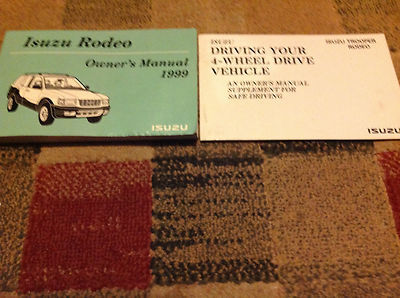 Isuzu Rodeo
Owner's Manual
1999
ISUZU
ISUZU
DRIVING YOUR
4-WHEEL DRIVE
VEHICLE
AN OWNER'S MANUAL
SUPPLEMENT FOR
SAFE DRIVING
ISUZU TROOPER
RODEO
ISUZU